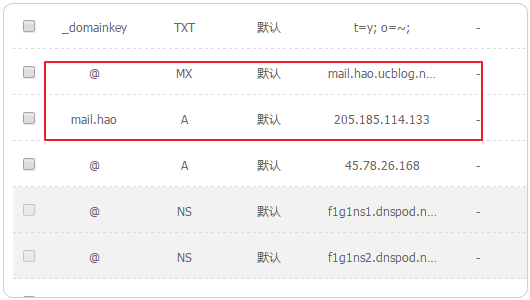 _domainkey TXT 默认 t=y; o=~; -
@ MX 默认 mail.hao.ucblog.n... -
mail.hao A 默认 205.185.114.133 -
@ A 默认 45.78.26.168 -
@ NS 默认 f1g1ns1.dnspod.n... -
@ NS 默认 f1g1ns2.dnspod.n... -